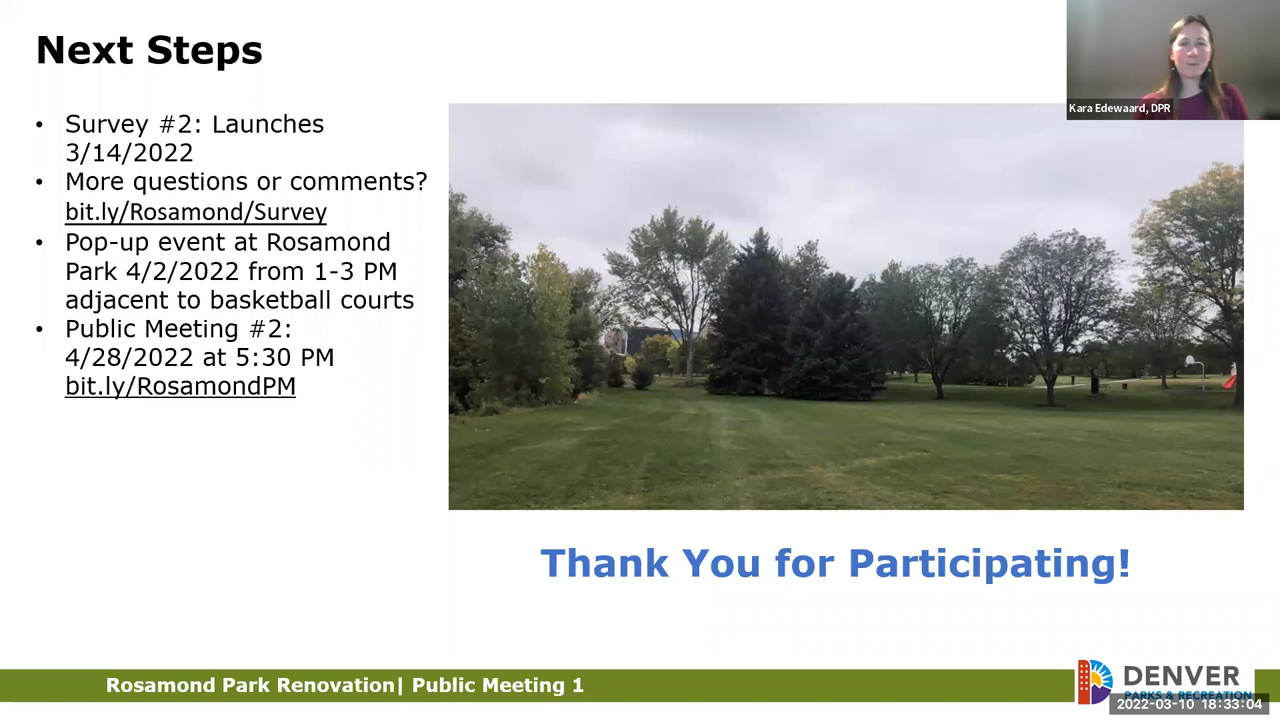 Next Steps
Kara Edewaard, DPR
• Survey #2: Launches
3/14/2022
• More questions or comments?
bit.ly/Rosamond/Survey
• Pop-up event at Rosamond
Park 4/2/2022 from 1-3 PM
adjacent to basketball courts
• Public Meeting #2:
4/28/2022 at 5:30 PM
bit.ly/RosamondPM
Thank You for Participating!
Rosamond Park Renovation| Public Meeting 1
DENVER
PARKS & RECREATION
2022-03-10 18:33:04